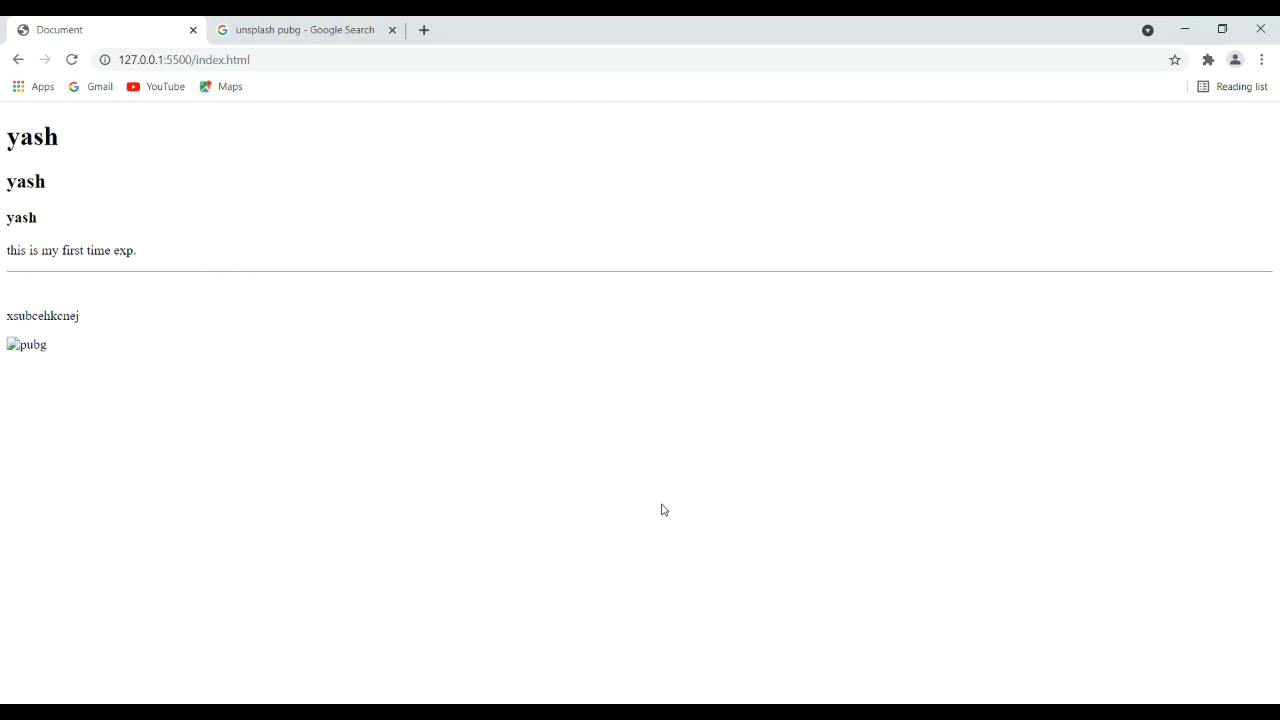 Document
unsplash pubg - Google Search
127.0.0.1:5500/index.html
Apps
Gmail
YouTube
Maps
Reading list
yash
yash
yash
this is my first time exp.
xsubcehkcnej
pubg